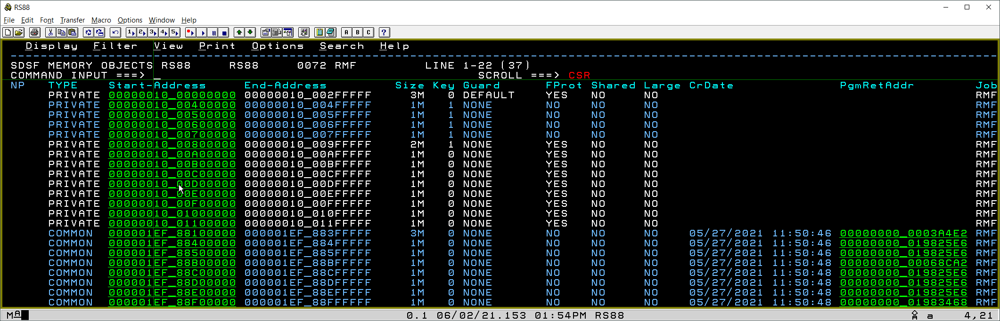 RS88
File Edit Font Transfer Macro Options Window Help
1 2 3 4 5 A B C ?
Display Filter View Print Options Search Help
SDSF MEMORY OBJECTS RS88 RS88 0072 RMF LINE 1-22 (37)
COMMAND INPUT ===> _ SCROLL ===> CSR
NP TYPE Start-Address End-Address Size Key Guard FProt Shared Large CrDate PgmRetAddr Job
PRIVATE 00000010_00000000 00000010_002FFFFF 3M 0 DEFAULT YES NO NO RMF
PRIVATE 00000010_00400000 00000010_004FFFFF 1M 1 NONE NO NO NO RMF
PRIVATE 00000010_00500000 00000010_005FFFFF 1M 1 NONE NO NO NO RMF
PRIVATE 00000010_00600000 00000010_006FFFFF 1M 1 NONE NO NO NO RMF
PRIVATE 00000010_00700000 00000010_007FFFFF 1M 1 NONE NO NO NO RMF
PRIVATE 00000010_00800000 00000010_009FFFFF 2M 1 NONE YES NO NO RMF
PRIVATE 00000010_00A00000 00000010_00AFFFFF 1M 0 NONE YES NO NO RMF
PRIVATE 00000010_00B00000 00000010_00BFFFFF 1M 0 NONE YES NO NO RMF
PRIVATE 00000010_00C00000 00000010_00CFFFFF 1M 0 NONE YES NO NO RMF
PRIVATE 00000010_00D00000 00000010_00DFFFFF 1M 0 NONE YES NO NO RMF
PRIVATE 00000010_00E00000 00000010_00EFFFFF 1M 0 NONE YES NO NO RMF
PRIVATE 00000010_00F00000 00000010_00FFFFFF 1M 0 NONE YES NO NO RMF
PRIVATE 00000010_01000000 00000010_010FFFFF 1M 0 NONE YES NO NO RMF
PRIVATE 00000010_01100000 00000010_011FFFFF 1M 0 NONE YES NO NO RMF
COMMON 000001EF_88100000 000001EF_883FFFFF 3M 0 NONE NO NO NO 05/27/2021 11:50:46 00000000_0003A4E2 RMF
COMMON 000001EF_88400000 000001EF_884FFFFF 1M 0 NONE NO NO NO 05/27/2021 11:50:46 00000000_019825E6 RMF
COMMON 000001EF_88500000 000001EF_885FFFFF 1M 0 NONE NO NO NO 05/27/2021 11:50:46 00000000_019825E6 RMF
COMMON 000001EF_88B00000 000001EF_88BFFFFF 1M 0 NONE NO NO NO 05/27/2021 11:50:48 00000000_00068CA2 RMF
COMMON 000001EF_88C00000 000001EF_88CFFFFF 1M 0 NONE NO NO NO 05/27/2021 11:50:48 00000000_019825E6 RMF
COMMON 000001EF_88D00000 000001EF_88DFFFFF 1M 0 NONE NO NO NO 05/27/2021 11:50:48 00000000_019825E6 RMF
COMMON 000001EF_88E00000 000001EF_88EFFFFF 1M 0 NONE NO NO NO 05/27/2021 11:50:48 00000000_019825E6 RMF
COMMON 000001EF_88F00000 000001EF_88FFFFFF 1M 0 NONE NO NO NO 05/27/2021 11:50:48 00000000_01983468 RMF
MA 0.1 06/02/21.153 01:54PM RS88 A a 4,21